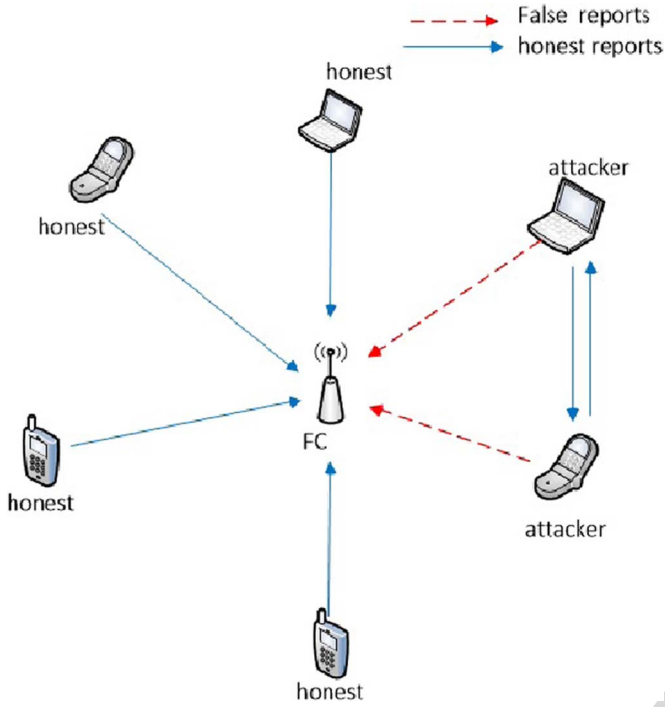 False reports
honest reports
honest
attacker
honest
FC
honest
attacker
honest